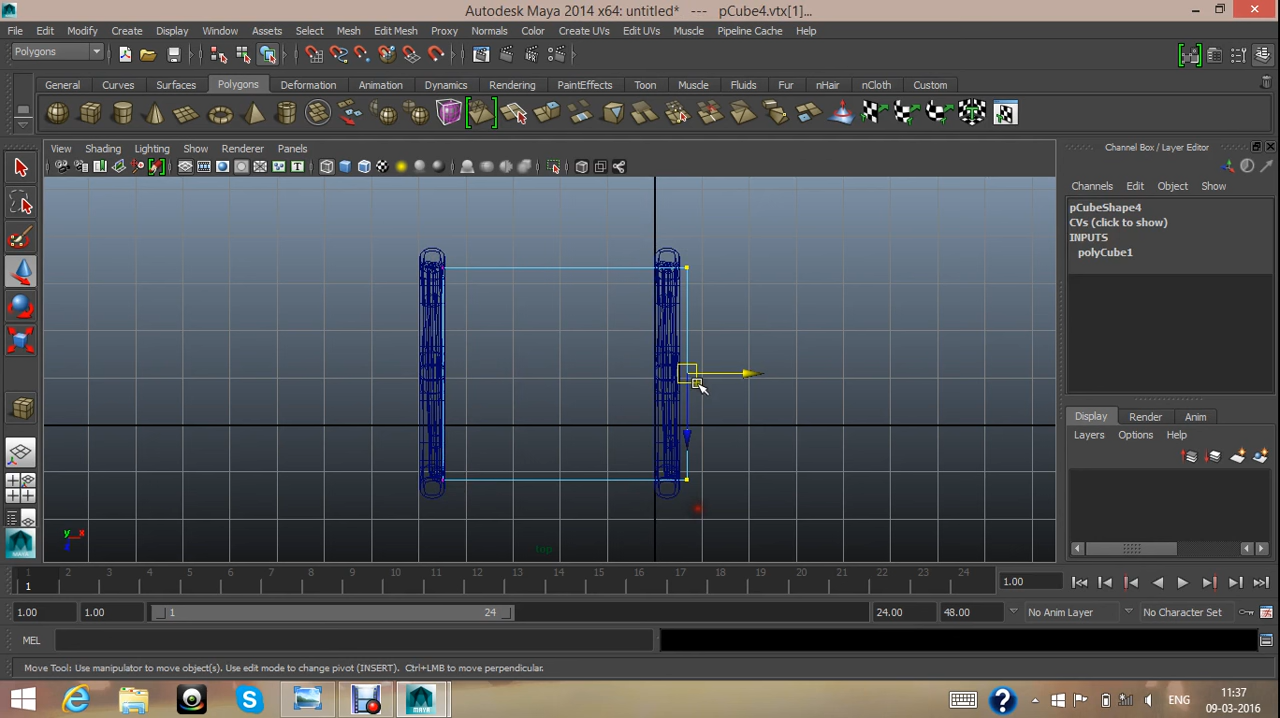 Autodesk Maya 2014 x64: untitled* --- pCube4.vtx[1]...
File Edit Modify Create Display Window Assets Select Mesh Edit Mesh Proxy Normals Color Create UVs Edit UVs Muscle Pipeline Cache Help
Polygons
General Curves Surfaces Polygons Deformation Animation Dynamics Rendering PaintEffects Toon Muscle Fluids Fur nHair nCloth Custom
View Shading Lighting Show Renderer Panels
Channel Box / Layer Editor
Channels Edit Object Show
pCubeShape4
CVs (click to show)
INPUTS
polyCube1
Display Render Anim
Layers Options Help
y x
top
1 2 3 4 5 6 7 8 9 10 11 12 13 14 15 16 17 18 19 20 21 22 23 24
1
1.00
1.00 1.00 1 24 24.00 48.00 No Anim Layer No Character Set
MEL
Move Tool: Use manipulator to move object(s). Use edit mode to change pivot (INSERT). Ctrl+LMB to move perpendicular.
ENG
11:37
09-03-2016